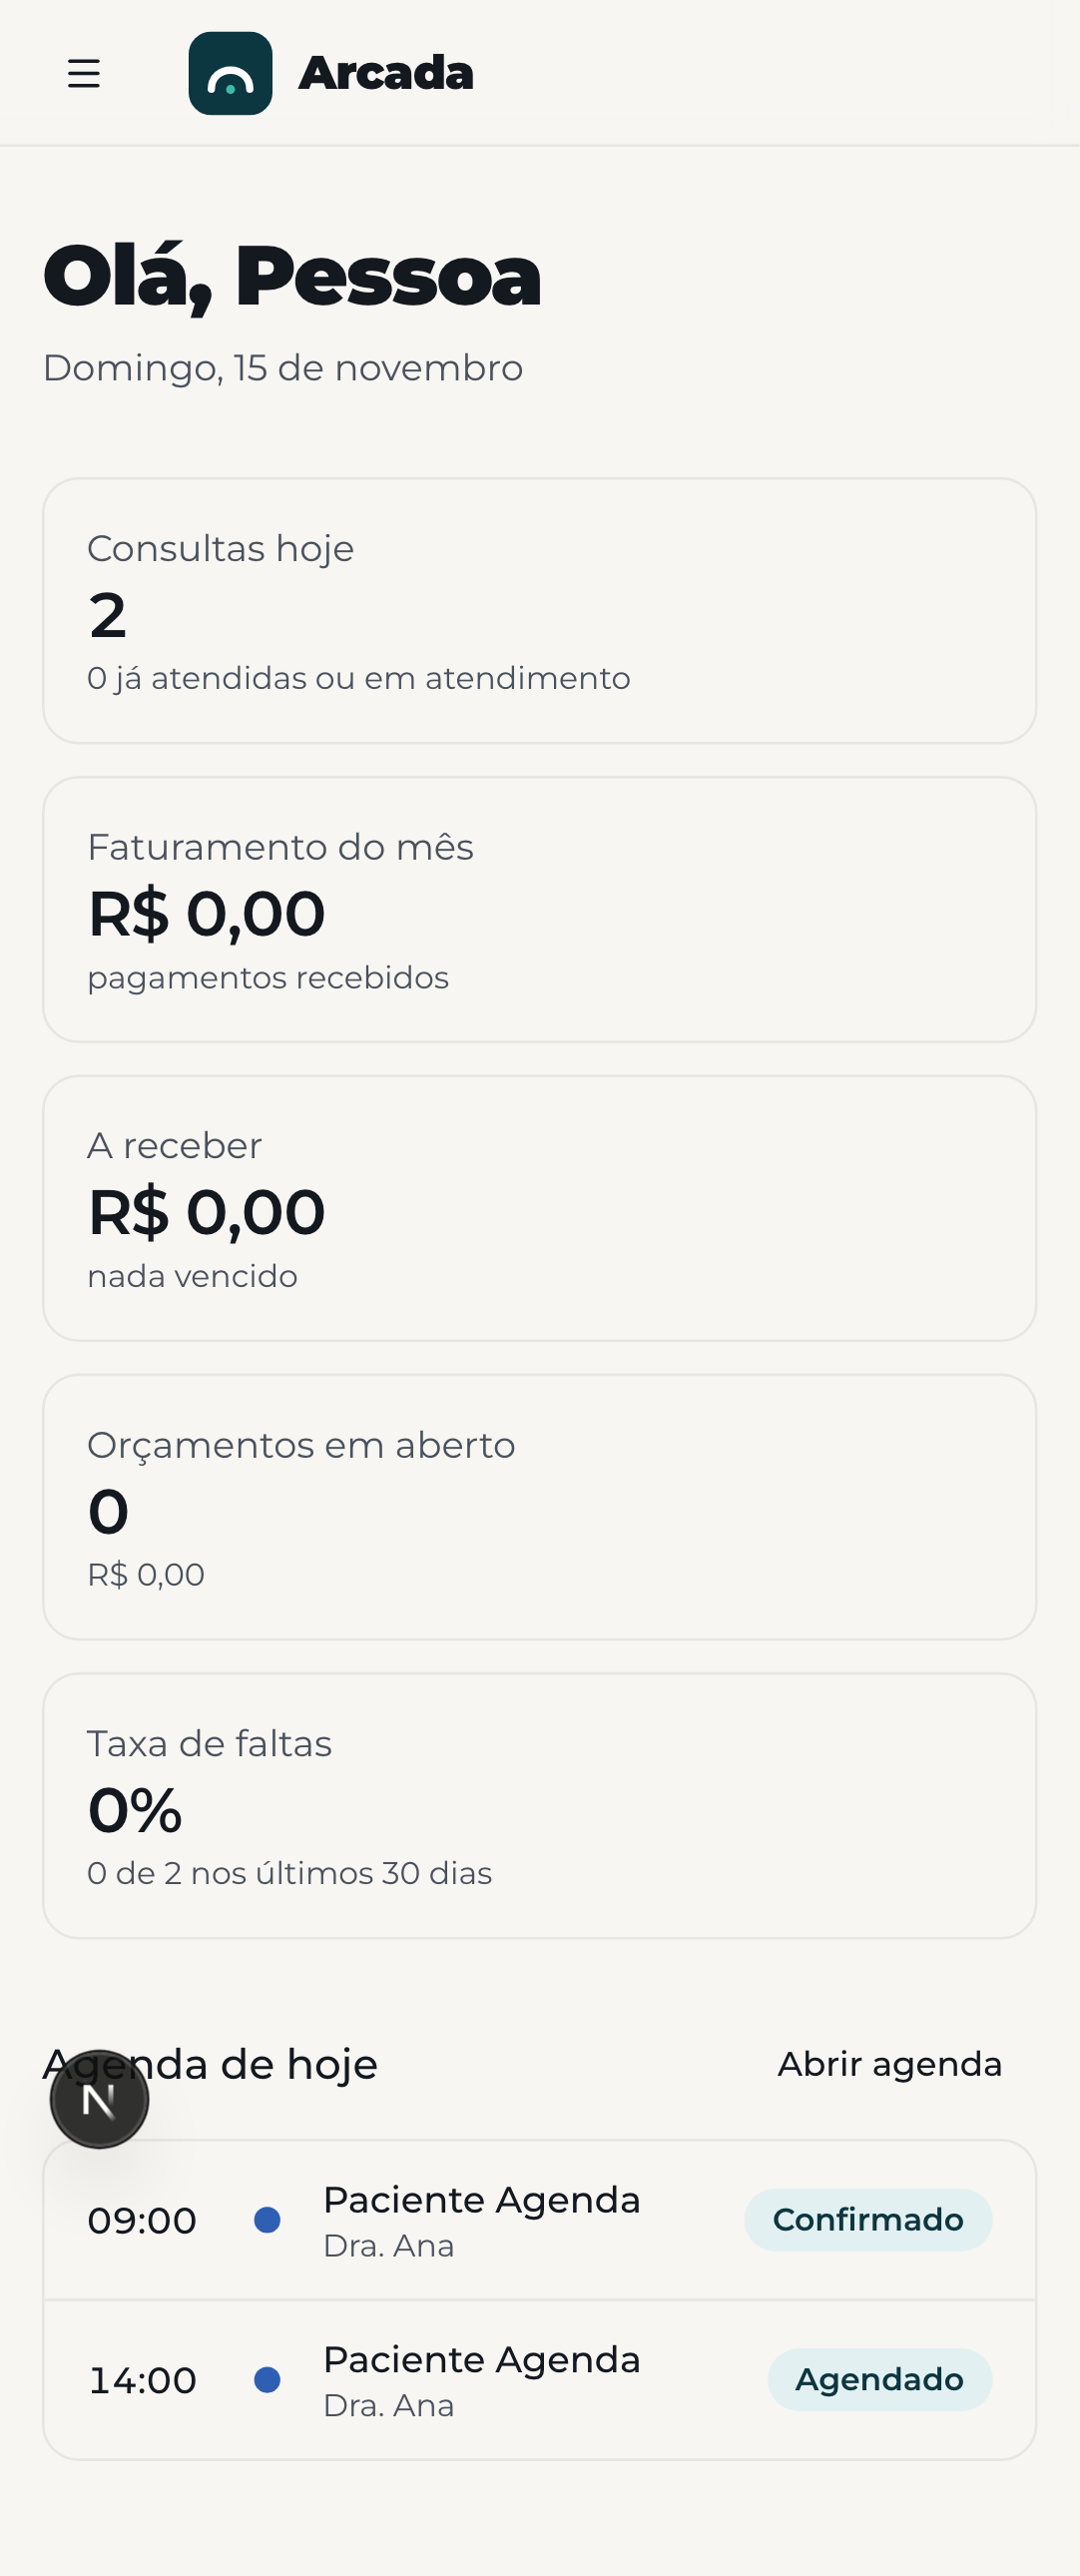 Arcada
Olá, Pessoa
Domingo, 15 de novembro
Consultas hoje
2
0 já atendidas ou em atendimento
Faturamento do mês
R$ 0,00
pagamentos recebidos
A receber
R$ 0,00
nada vencido
Orçamentos em aberto
0
R$ 0,00
Taxa de faltas
0%
0 de 2 nos últimos 30 dias
Agenda de hoje
Abrir agenda
N
09:00
Paciente Agenda
Dra. Ana
Confirmado
14:00
Paciente Agenda
Dra. Ana
Agendado